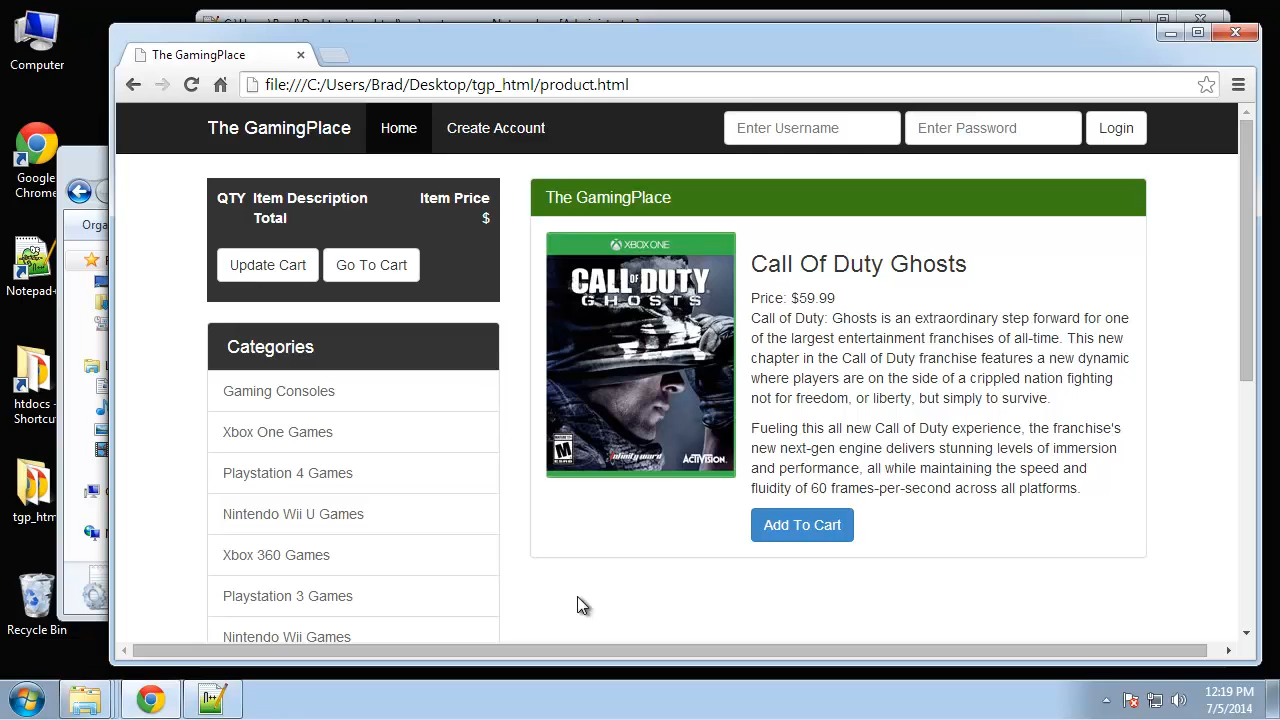 Computer
Google
Chrome
Notepad+
htdocs -
Shortcut
tgp_htm
Recycle Bin
Orga
The GamingPlace
file:///C:/Users/Brad/Desktop/tgp_html/product.html
The GamingPlace
Home
Create Account
Enter Username
Enter Password
Login
QTY Item Description Item Price
Total $
Update Cart
Go To Cart
Categories
Gaming Consoles
Xbox One Games
Playstation 4 Games
Nintendo Wii U Games
Xbox 360 Games
Playstation 3 Games
Nintendo Wii Games
The GamingPlace
XBOX ONE
CALL OF DUTY
GHOSTS
M
Infinity Ward
ACTIVISION
Call Of Duty Ghosts
Price: $59.99
Call of Duty: Ghosts is an extraordinary step forward for one
of the largest entertainment franchises of all-time. This new
chapter in the Call of Duty franchise features a new dynamic
where players are on the side of a crippled nation fighting
not for freedom, or liberty, but simply to survive.
Fueling this all new Call of Duty experience, the franchise's
new next-gen engine delivers stunning levels of immersion
and performance, all while maintaining the speed and
fluidity of 60 frames-per-second across all platforms.
Add To Cart
12:19 PM
7/5/2014